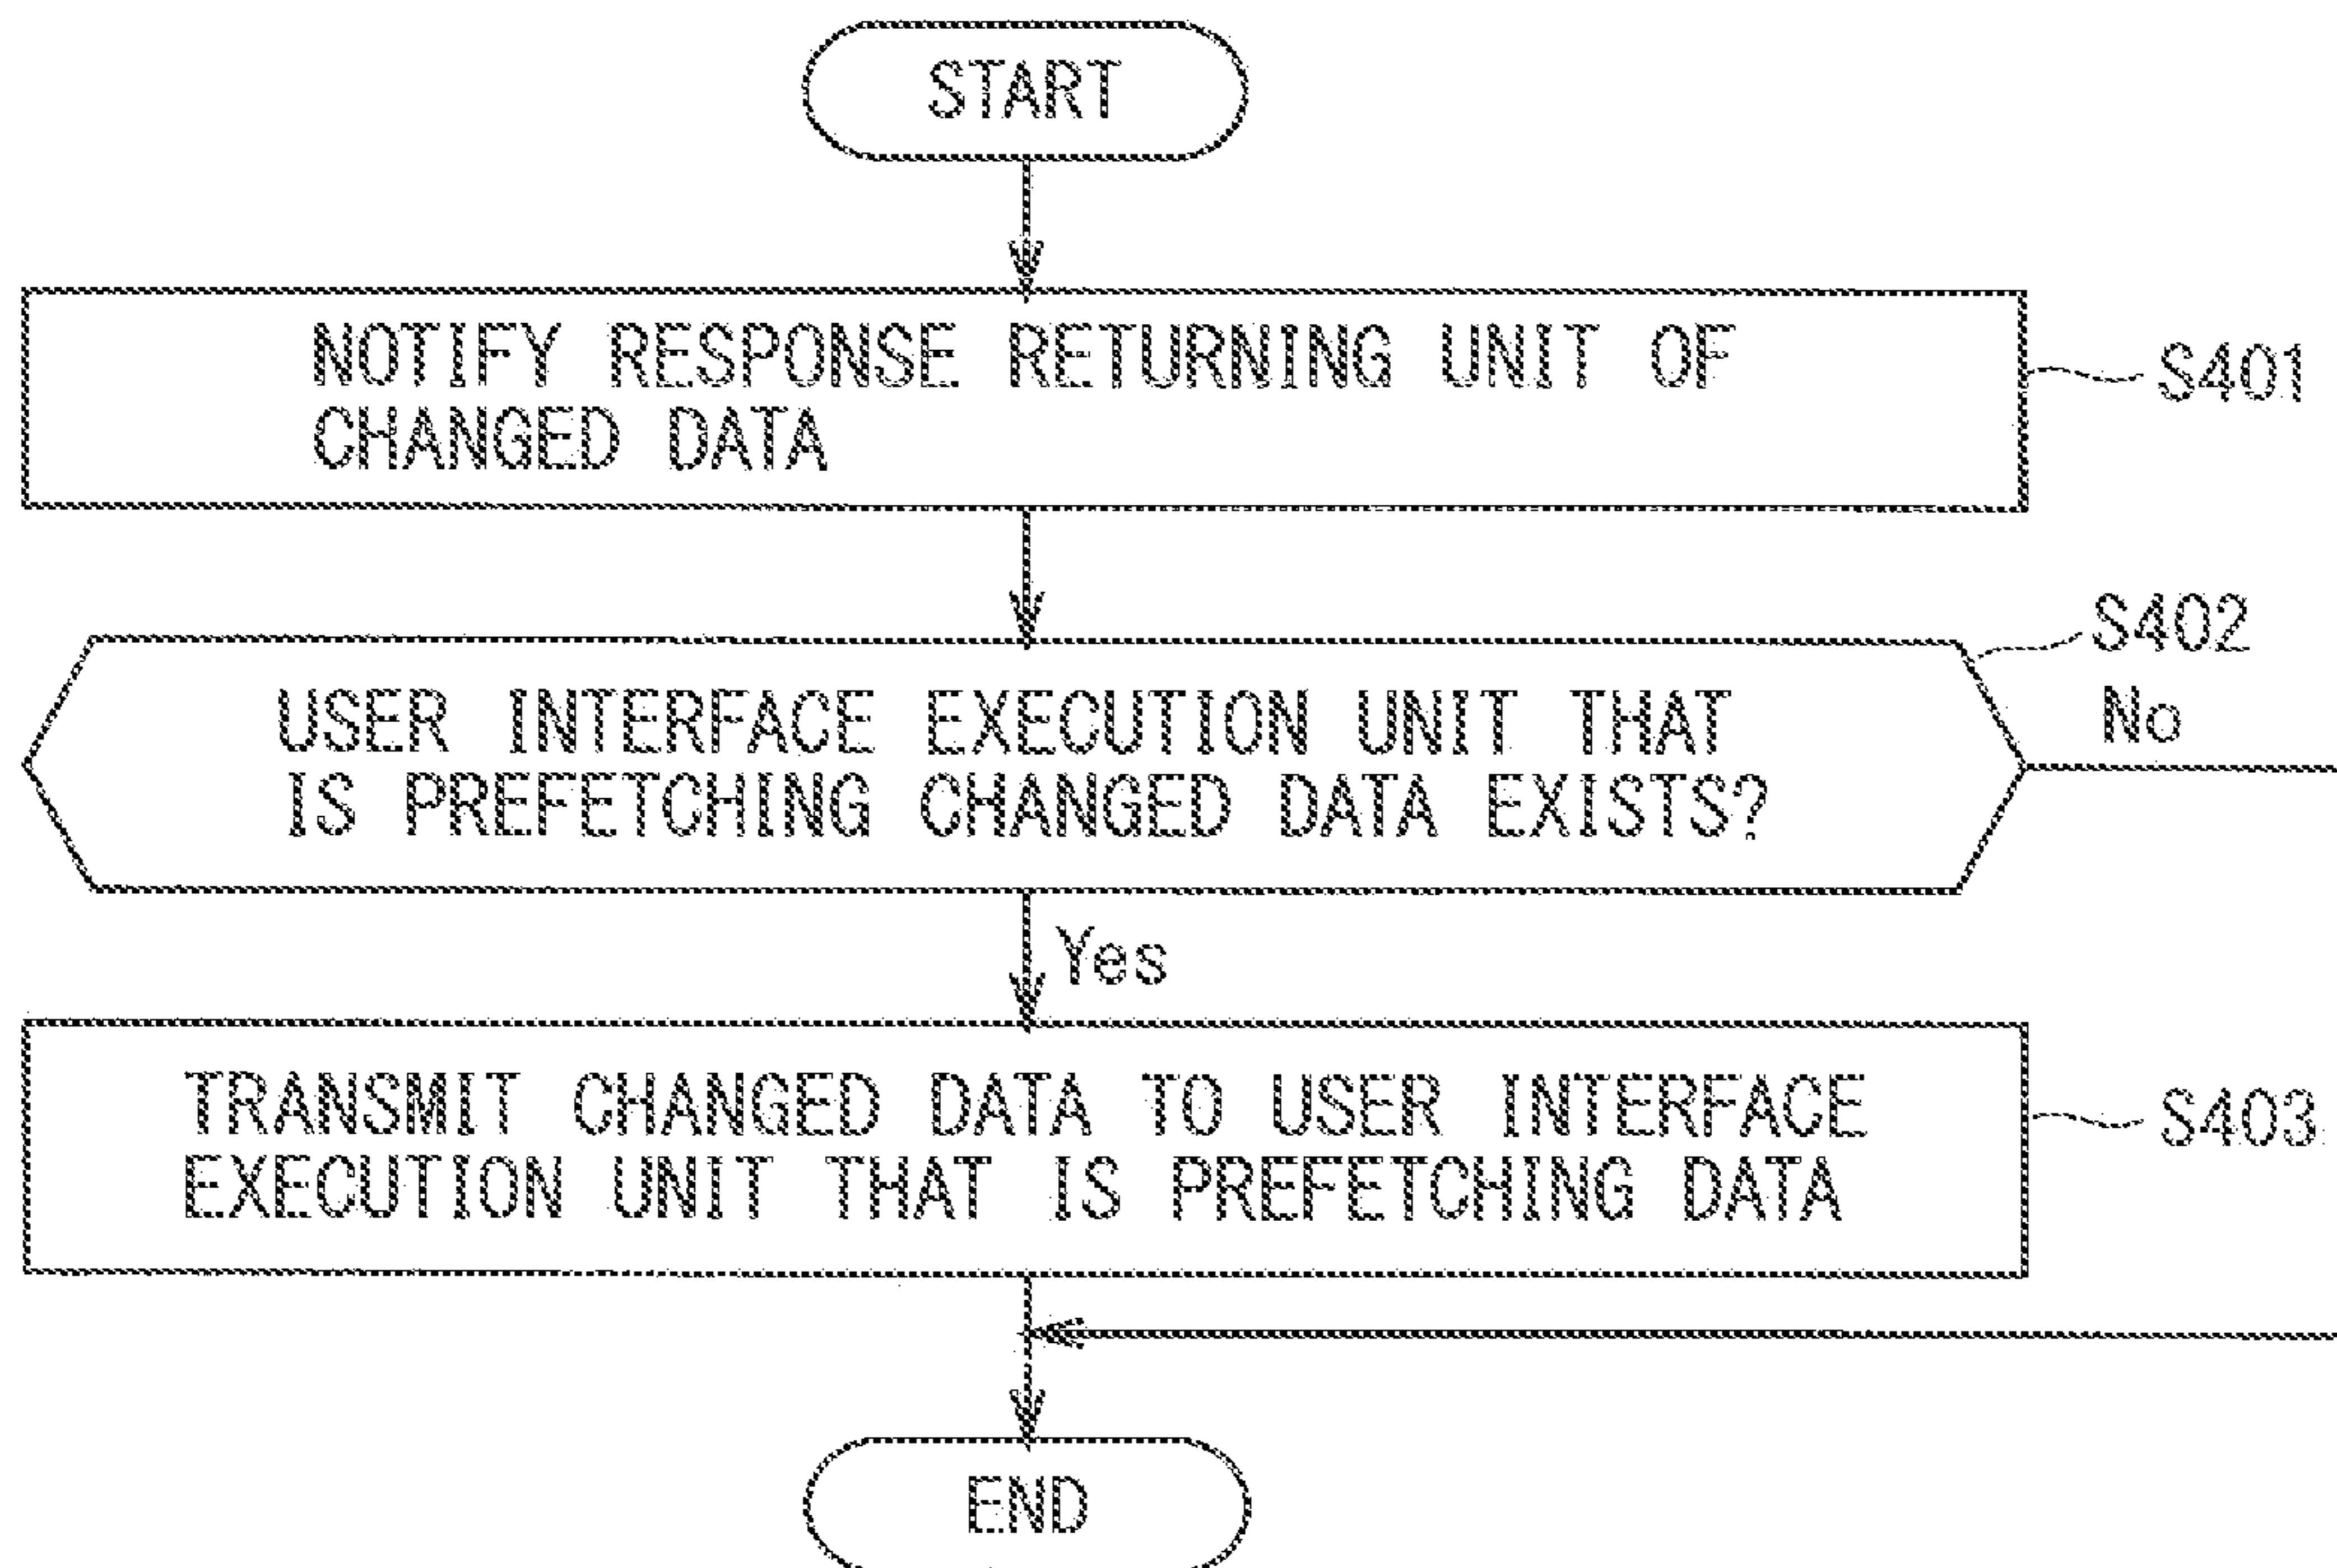 START
NOTIFY RESPONSE RETURNING UNIT OF
CHANGED DATA
S401
S402
USER INTERFACE EXECUTION UNIT THAT
IS PREFETCHING CHANGED DATA EXISTS?
No
Yes
TRANSMIT CHANGED DATA TO USER INTERFACE
EXECUTION UNIT THAT IS PREFETCHING DATA
S403
END